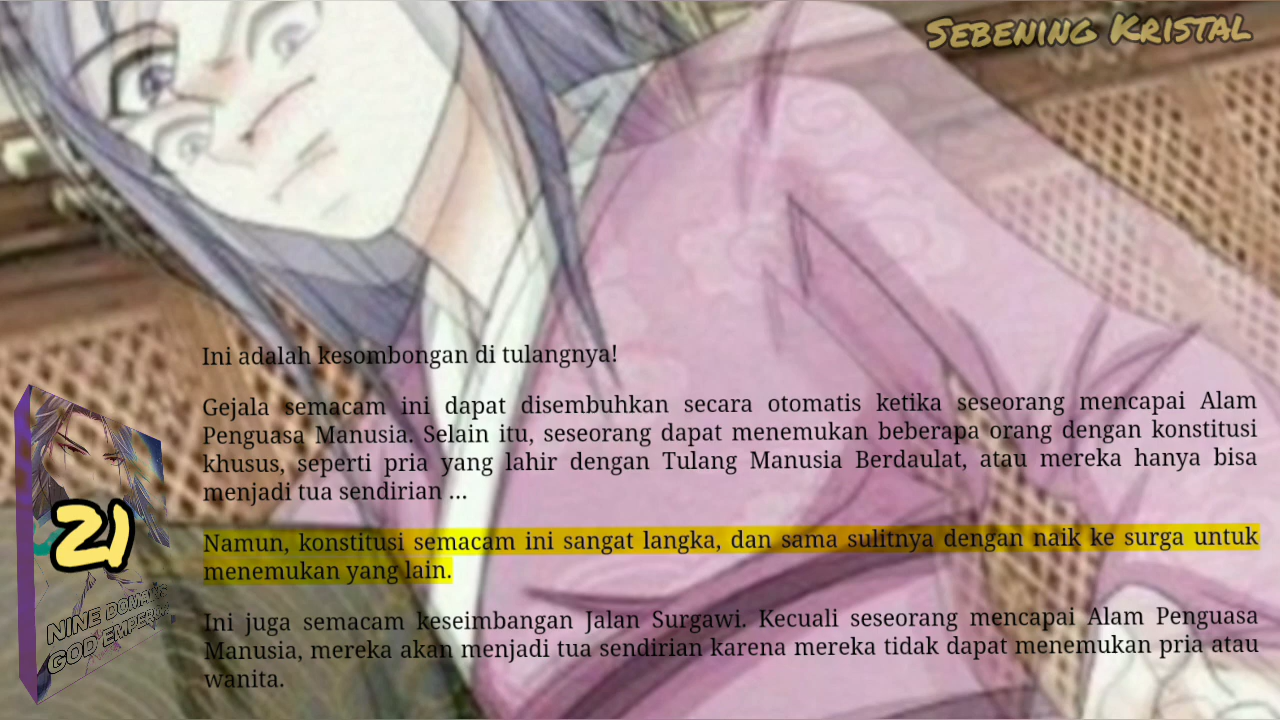 Sebening Kristal
Ini adalah kesombongan di tulangnya!
Gejala semacam ini dapat disembuhkan secara otomatis ketika seseorang mencapai Alam
Penguasa Manusia. Selain itu, seseorang dapat menemukan beberapa orang dengan konstitusi
khusus, seperti pria yang lahir dengan Tulang Manusia Berdaulat, atau mereka hanya bisa
menjadi tua sendirian ...
Namun, konstitusi semacam ini sangat langka, dan sama sulitnya dengan naik ke surga untuk
menemukan yang lain.
Ini juga semacam keseimbangan Jalan Surgawi. Kecuali seseorang mencapai Alam Penguasa
Manusia, mereka akan menjadi tua sendirian karena mereka tidak dapat menemukan pria atau
wanita.
21
NINE DOMAINS
GOD EMPEROR